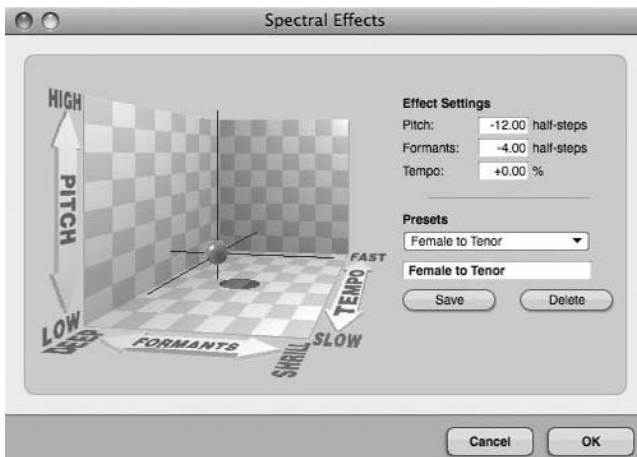 Spectral Effects
HIGH
PITCH
LOW
DEEP
FORMANTS
SHRILL
SLOW
TEMPO
FAST
Effect Settings
Pitch: -12.00 half-steps
Formants: -4.00 half-steps
Tempo: +0.00 %
Presets
Female to Tenor
Female to Tenor
Save Delete
Cancel OK